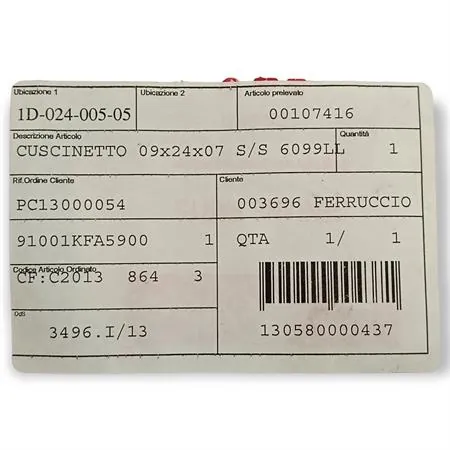 Ubicazione 1 Ubicazione 2 Articolo prelevato
1D-024-005-05 00107416
Descrizione Articolo Quantità
CUSCINETTO 09x24x07 S/S 6099LL 1
Rif.Ordine Cliente Cliente
PC13000054 003696 FERRUCCIO
91001KFA5900 1 QTA 1/ 1
Codice Articolo Ordinato
CF:C2013 864 3
OdS
3496.I/13 130580000437